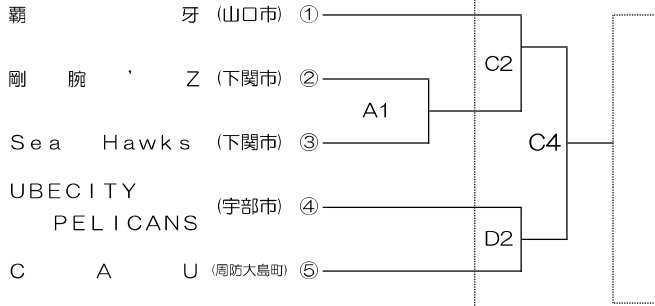 覇 牙 (山口市) ①
C2
剛 腕 ' Z (下関市) ②
A1
Sea Hawks (下関市) ③
C4
UBECITY
PELICANS (宇部市) ④
D2
C A U (周防大島町) ⑤